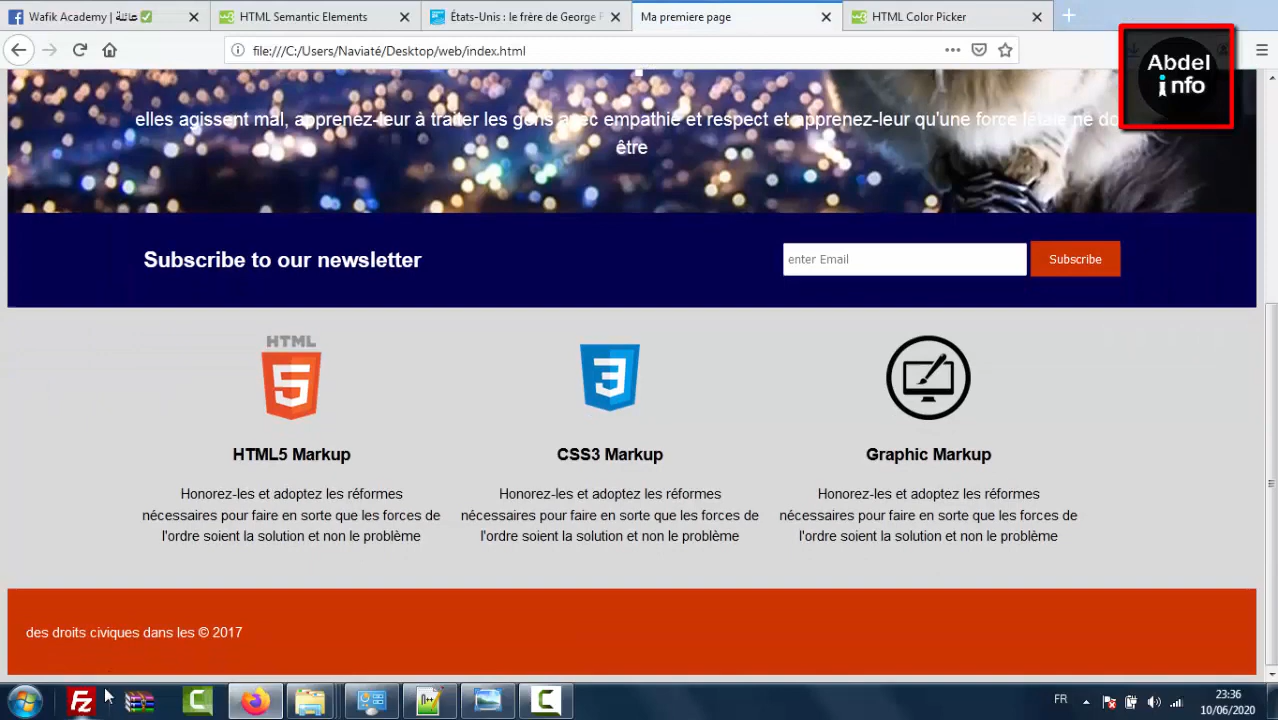 Wafik Academy |
HTML Semantic Elements
États-Unis : le frère de George F
Ma premiere page
HTML Color Picker
file:///C:/Users/Naviaté/Desktop/web/index.html
Abdel
info
elles agissent mal, apprenez-leur à traiter les gens avec empathie et respect et apprenez-leur qu'une force létale ne do
être
Subscribe to our newsletter
enter Email
Subscribe
HTML
5
3
HTML5 Markup
CSS3 Markup
Graphic Markup
Honorez-les et adoptez les réformes
nécessaires pour faire en sorte que les forces de
l'ordre soient la solution et non le problème
Honorez-les et adoptez les réformes
nécessaires pour faire en sorte que les forces de
l'ordre soient la solution et non le problème
Honorez-les et adoptez les réformes
nécessaires pour faire en sorte que les forces de
l'ordre soient la solution et non le problème
des droits civiques dans les © 2017
FR
23:36
10/06/2020